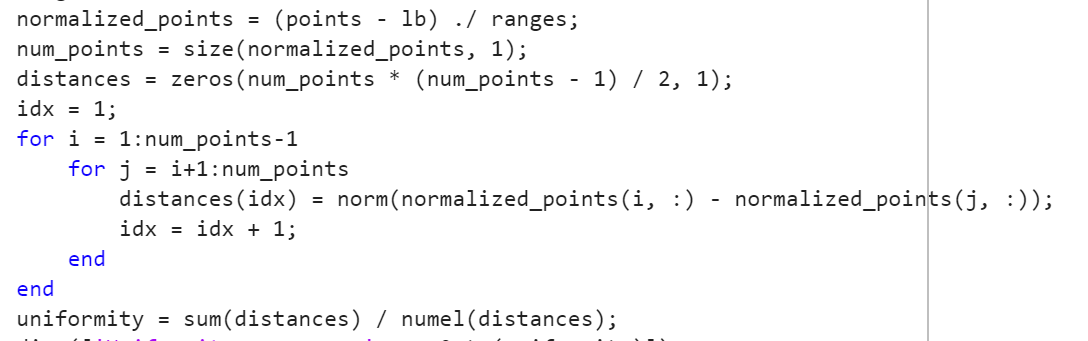 normalized_points = (points - lb) ./ ranges;
num_points = size(normalized_points, 1);
distances = zeros(num_points * (num_points - 1) / 2, 1);
idx = 1;
for i = 1:num_points-1
    for j = i+1:num_points
        distances(idx) = norm(normalized_points(i, :) - normalized_points(j, :));
        idx = idx + 1;
    end
end
uniformity = sum(distances) / numel(distances);